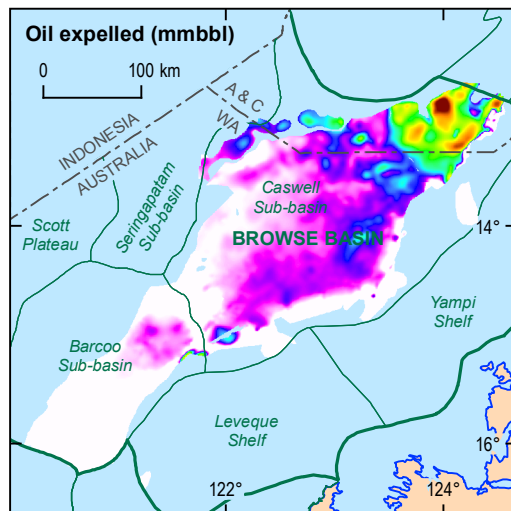 Oil expelled (mmbbl)
0 100 km
A & C
WA
INDONESIA
AUSTRALIA
Scott
Plateau
Seringapatam
Sub-basin
Caswell
Sub-basin
BROWSE BASIN
14°
Yampi
Shelf
Barcoo
Sub-basin
Leveque
Shelf
16°
122°
124°